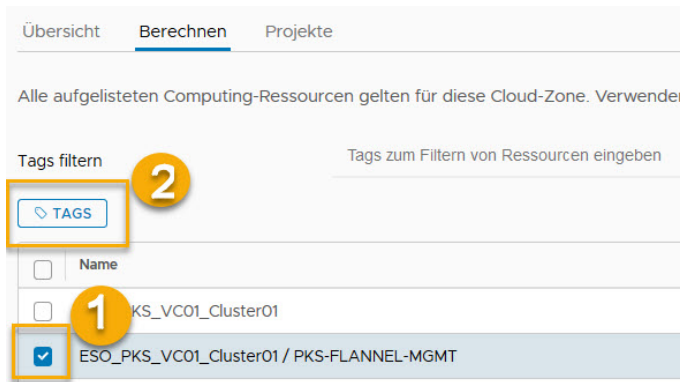 Übersicht Berechnen Projekte
Alle aufgelisteten Computing-Ressourcen gelten für diese Cloud-Zone. Verwenden
Tags filtern Tags zum Filtern von Ressourcen eingeben
2
TAGS
Name
1 KS_VC01_Cluster01
ESO_PKS_VC01_Cluster01 / PKS-FLANNEL-MGMT